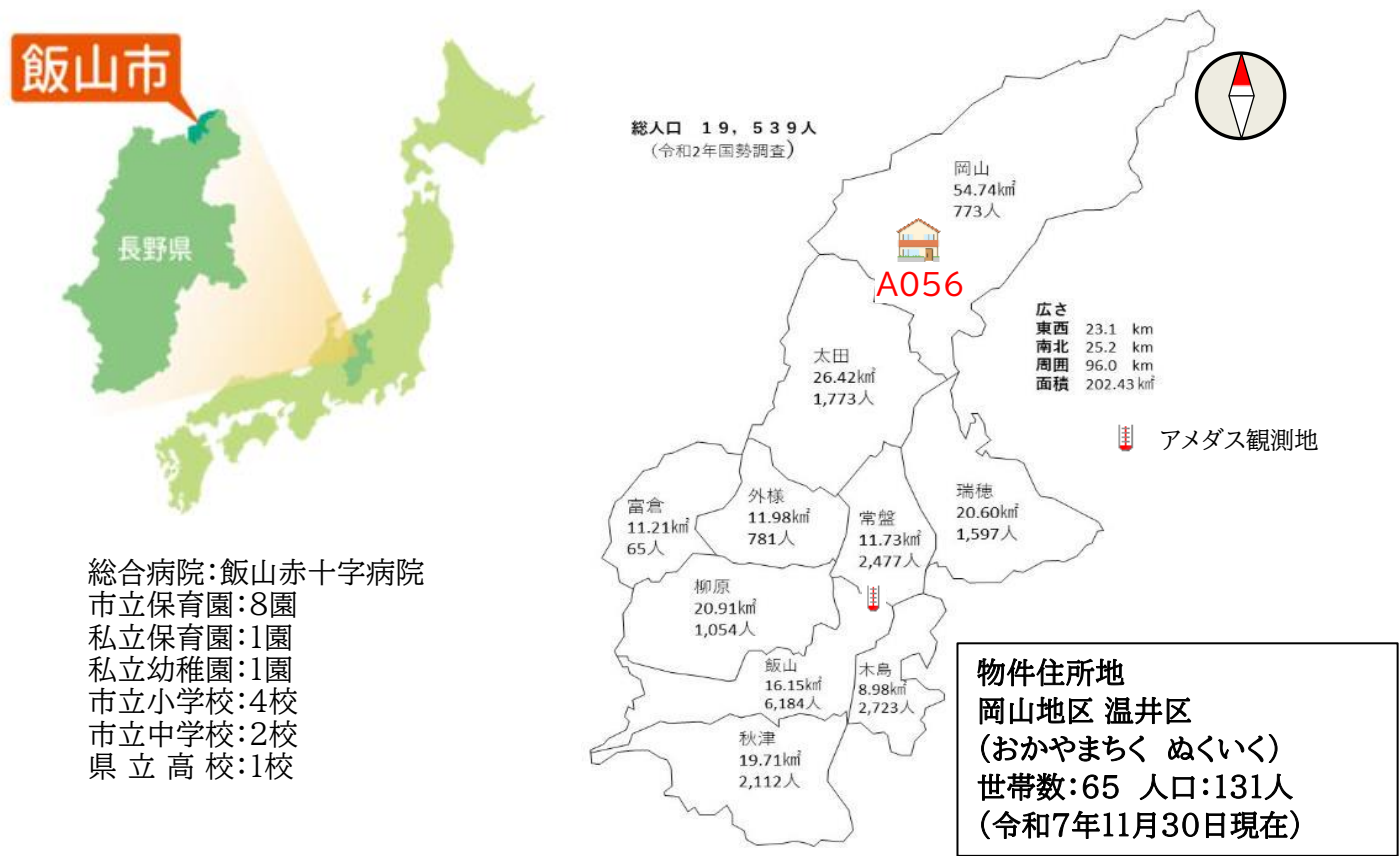 飯山市
長野県
総合病院：飯山赤十字病院
市立保育園：8園
私立保育園：1園
私立幼稚園：1園
市立小学校：4校
市立中学校：2校
県 立 高 校：1校
総人口 19，539人
（令和2年国勢調査）
岡山
54.74㎢
773人
A056
広さ
東西 23.1 km
南北 25.2 km
周囲 96.0 km
面積 202.43㎢
アメダス観測地
太田
26.42㎢
1,773人
富倉
11.21㎢
65人
外様
11.98㎢
781人
常盤
11.73㎢
2,477人
瑞穂
20.60㎢
1,597人
柳原
20.91㎢
1,054人
飯山
16.15㎢
6,184人
木島
8.98㎢
2,723人
秋津
19.71㎢
2,112人
物件住所地
岡山地区 温井区
（おかやまちく ぬくいく）
世帯数：65 人口：131人
（令和7年11月30日現在）